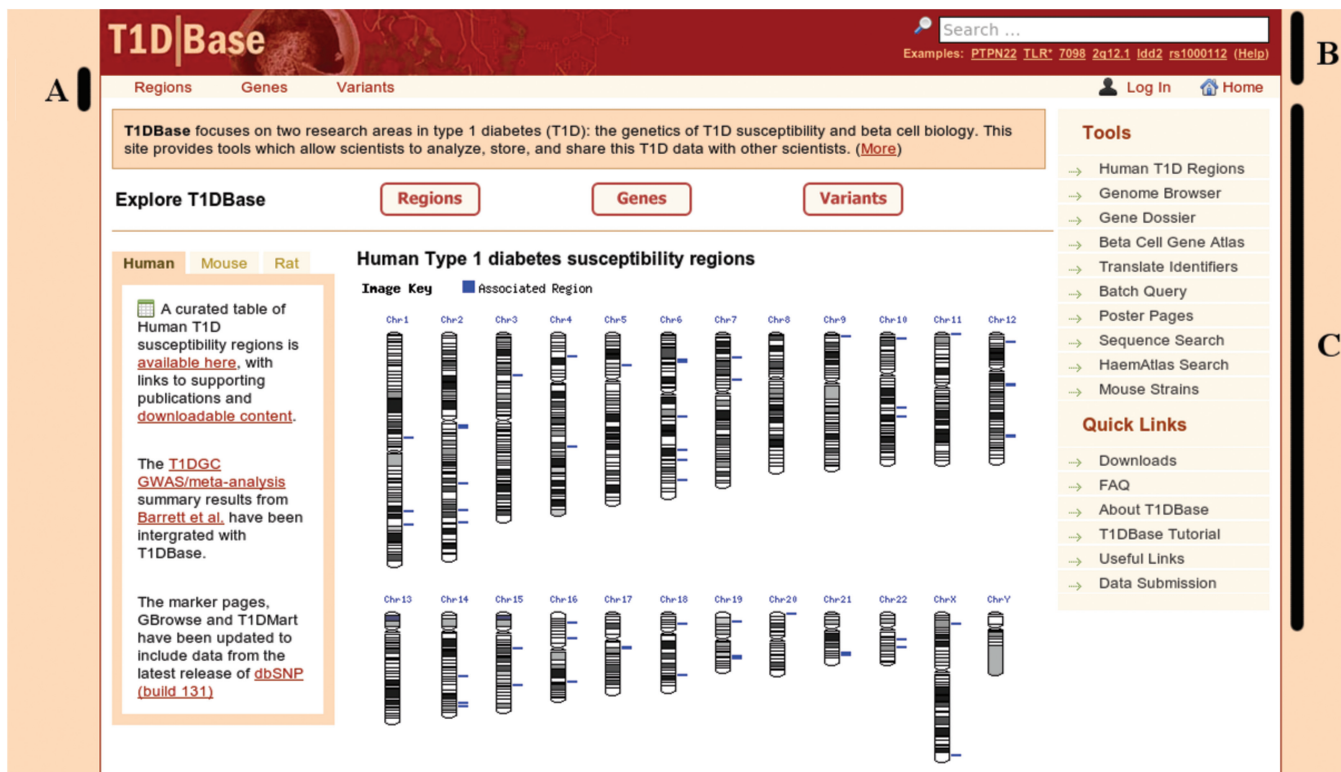 T1D|Base
Search ...
Examples: PTPN22 TLR* 7098 2q12.1 Idd2 rs1000112 (Help)
B
A
Regions Genes Variants Log In Home
T1DBase focuses on two research areas in type 1 diabetes (T1D): the genetics of T1D susceptibility and beta cell biology. This
site provides tools which allow scientists to analyze, store, and share this T1D data with other scientists. (More)
Explore T1DBase Regions Genes Variants
Human Mouse Rat
A curated table of
Human T1D
susceptibility regions is
available here, with
links to supporting
publications and
downloadable content.
The T1DGC
GWAS/meta-analysis
summary results from
Barrett et al. have been
intergrated with
T1DBase.
The marker pages,
GBrowse and T1DMart
have been updated to
include data from the
latest release of dbSNP
(build 131)
Human Type 1 diabetes susceptibility regions
Image Key Associated Region
Chr1 Chr2 Chr3 Chr4 Chr5 Chr6 Chr7 Chr8 Chr9 Chr10 Chr11 Chr12
Chr13 Chr14 Chr15 Chr16 Chr17 Chr18 Chr19 Chr20 Chr21 Chr22 ChrX ChrY
Tools
Human T1D Regions
Genome Browser
Gene Dossier
Beta Cell Gene Atlas
Translate Identifiers
Batch Query
Poster Pages
Sequence Search
HaemAtlas Search
Mouse Strains
Quick Links
Downloads
FAQ
About T1DBase
T1DBase Tutorial
Useful Links
Data Submission
C